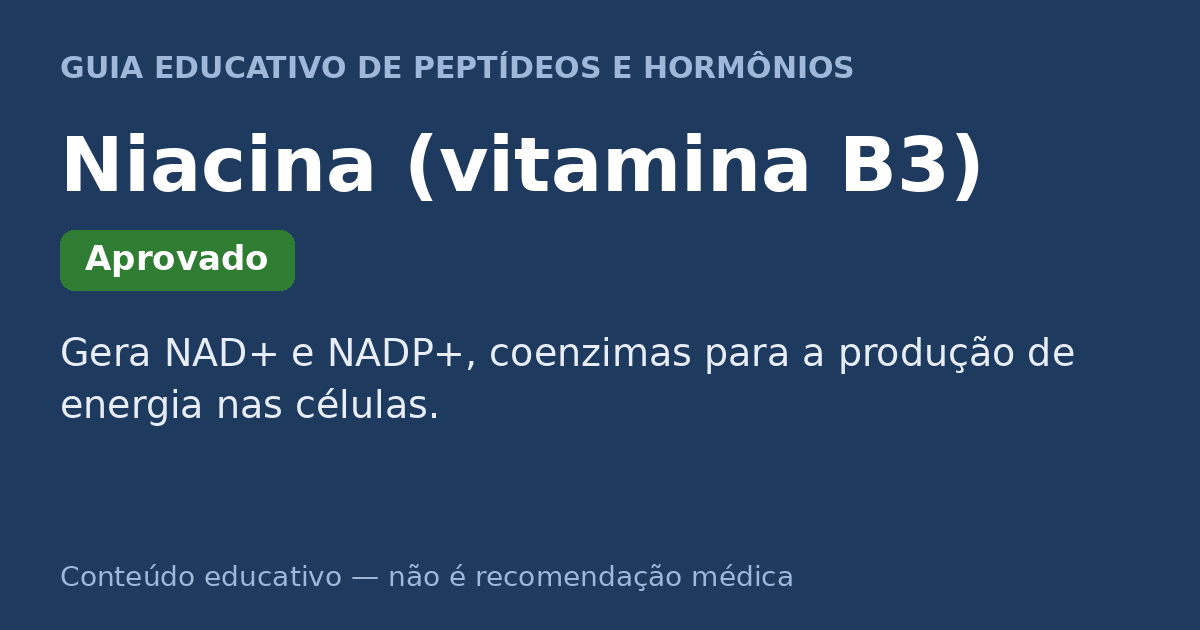 GUIA EDUCATIVO DE PEPTÍDEOS E HORMÔNIOS
Niacina (vitamina B3)
Aprovado
Gera NAD+ e NADP+, coenzimas para a produção de
energia nas células.
Conteúdo educativo — não é recomendação médica